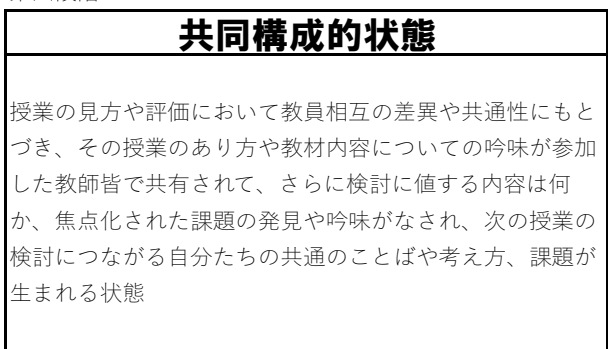 共同構成的状態
授業の見方や評価において教員相互の差異や共通性にもと
づき、その授業のあり方や教材内容についての吟味が参加
した教師皆で共有されて、さらに検討に値する内容は何
か、焦点化された課題の発見や吟味がなされ、次の授業の
検討につながる自分たちの共通のことばや考え方、課題が
生まれる状態